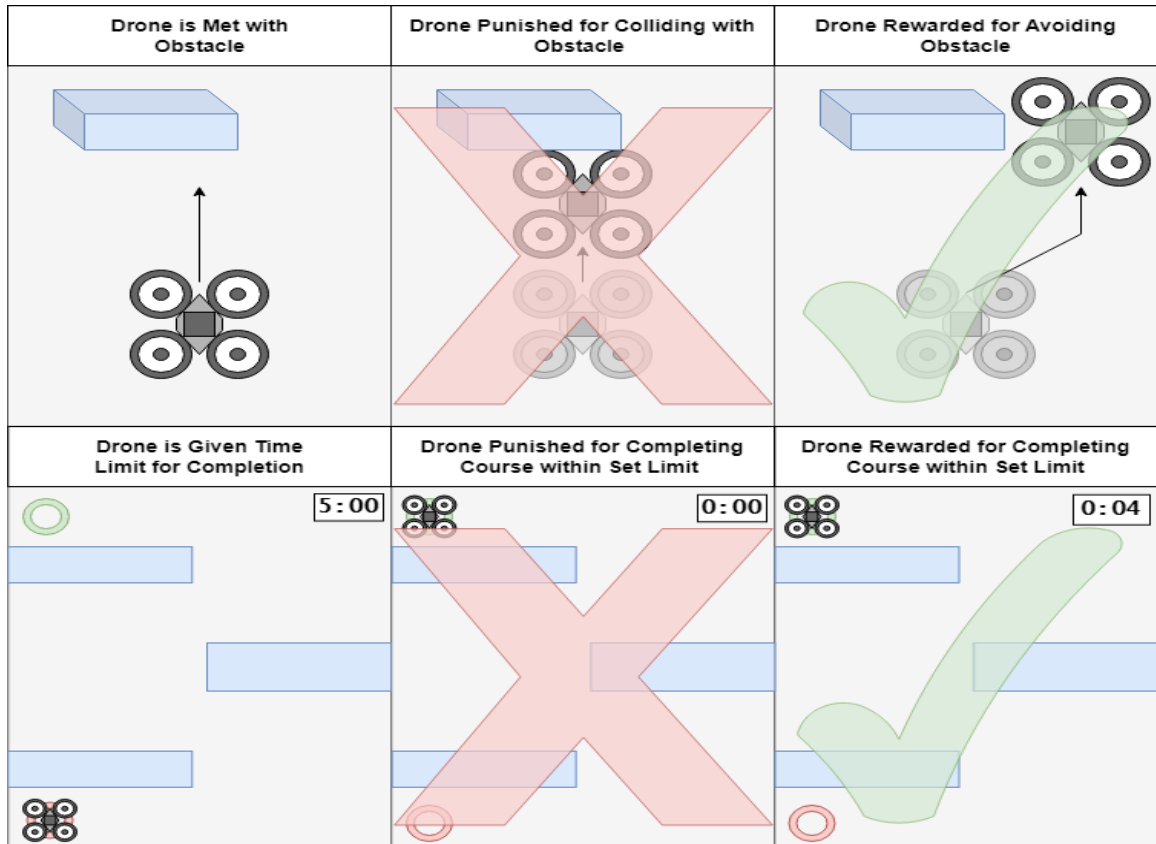 Drone is Met with
Obstacle
Drone Punished for Colliding with
Obstacle
Drone Rewarded for Avoiding
Obstacle
Drone is Given Time
Limit for Completion
Drone Punished for Completing
Course within Set Limit
Drone Rewarded for Completing
Course within Set Limit
5:00
0:00
0:04